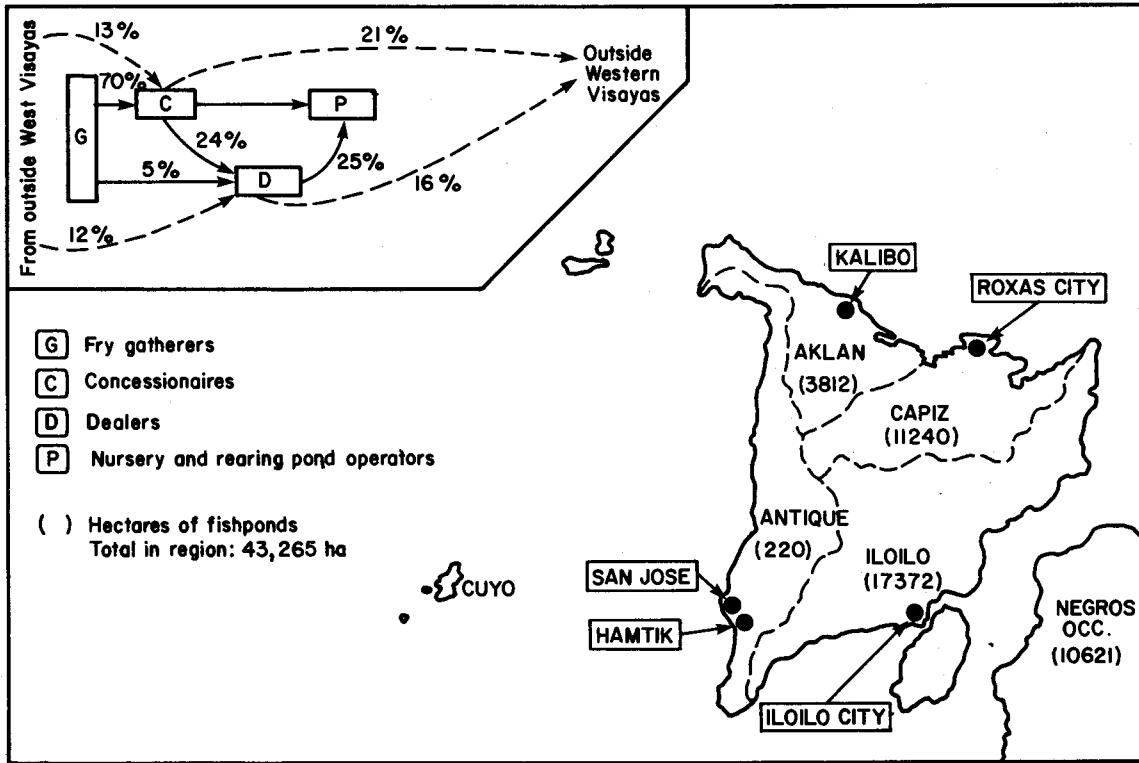 From outside West Visayas
13%
21%
Outside
Western
Visayas
70%
G
C
P
24%
5%
25%
D
16%
12%
G Fry gatherers
C Concessionaires
D Dealers
P Nursery and rearing pond operators
( ) Hectares of fishponds
Total in region: 43,265 ha
KALIBO
ROXAS CITY
AKLAN
(3812)
CAPIZ
(11240)
ANTIQUE
(220)
ILOILO
(17372)
SAN JOSE
CUYO
HAMTIK
NEGROS
OCC.
(10621)
ILOILO CITY